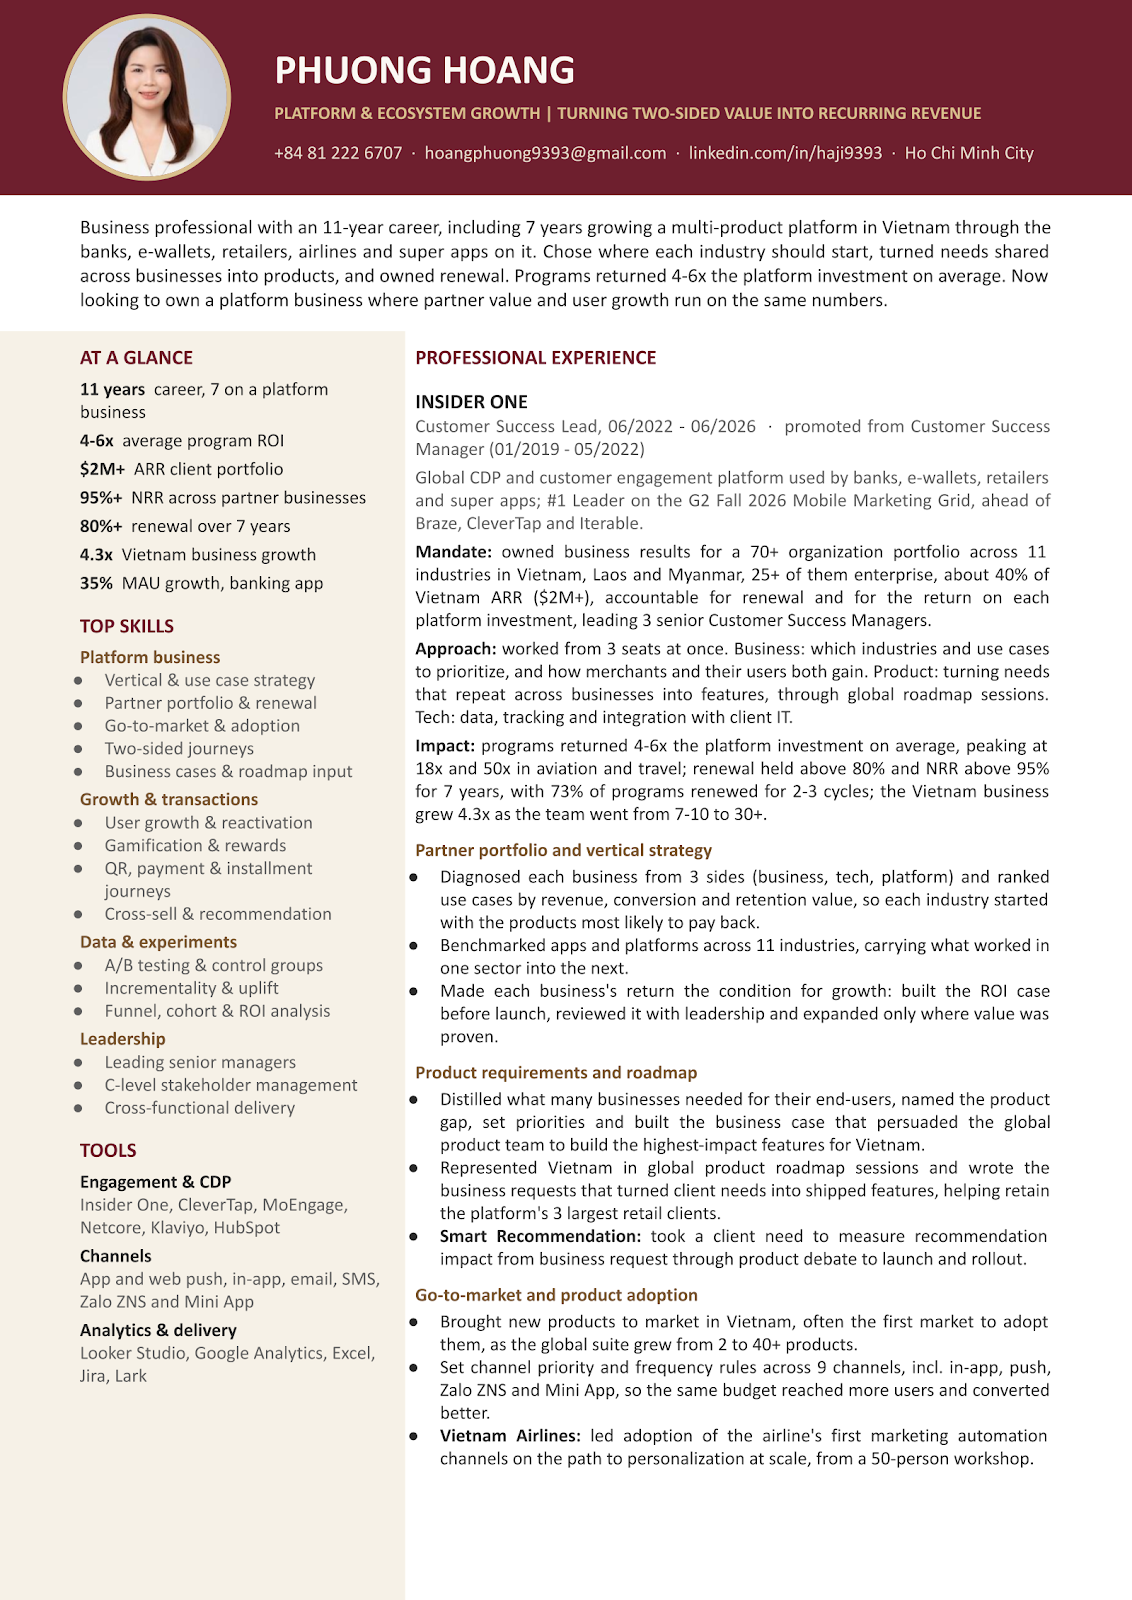 PHUONG HOANG
PLATFORM & ECOSYSTEM GROWTH | TURNING TWO-SIDED VALUE INTO RECURRING REVENUE
+84 81 222 6707 · hoangphuong9393@gmail.com · linkedin.com/in/haji9393 · Ho Chi Minh City
Business professional with an 11-year career, including 7 years growing a multi-product platform in Vietnam through the
banks, e-wallets, retailers, airlines and super apps on it. Chose where each industry should start, turned needs shared
across businesses into products, and owned renewal. Programs returned 4-6x the platform investment on average. Now
looking to own a platform business where partner value and user growth run on the same numbers.
AT A GLANCE
11 years career, 7 on a platform
business
4-6x average program ROI
$2M+ ARR client portfolio
95%+ NRR across partner businesses
80%+ renewal over 7 years
4.3x Vietnam business growth
35% MAU growth, banking app
TOP SKILLS
Platform business
● Vertical & use case strategy
● Partner portfolio & renewal
● Go-to-market & adoption
● Two-sided journeys
● Business cases & roadmap input
Growth & transactions
● User growth & reactivation
● Gamification & rewards
● QR, payment & installment
journeys
● Cross-sell & recommendation
Data & experiments
● A/B testing & control groups
● Incrementality & uplift
● Funnel, cohort & ROI analysis
Leadership
● Leading senior managers
● C-level stakeholder management
● Cross-functional delivery
TOOLS
Engagement & CDP
Insider One, CleverTap, MoEngage,
Netcore, Klaviyo, HubSpot
Channels
App and web push, in-app, email, SMS,
Zalo ZNS and Mini App
Analytics & delivery
Looker Studio, Google Analytics, Excel,
Jira, Lark
PROFESSIONAL EXPERIENCE
INSIDER ONE
Customer Success Lead, 06/2022 - 06/2026 · promoted from Customer Success
Manager (01/2019 - 05/2022)
Global CDP and customer engagement platform used by banks, e-wallets, retailers
and super apps; #1 Leader on the G2 Fall 2026 Mobile Marketing Grid, ahead of
Braze, CleverTap and Iterable.
Mandate: owned business results for a 70+ organization portfolio across 11
industries in Vietnam, Laos and Myanmar, 25+ of them enterprise, about 40% of
Vietnam ARR ($2M+), accountable for renewal and for the return on each
platform investment, leading 3 senior Customer Success Managers.
Approach: worked from 3 seats at once. Business: which industries and use cases
to prioritize, and how merchants and their users both gain. Product: turning needs
that repeat across businesses into features, through global roadmap sessions.
Tech: data, tracking and integration with client IT.
Impact: programs returned 4-6x the platform investment on average, peaking at
18x and 50x in aviation and travel; renewal held above 80% and NRR above 95%
for 7 years, with 73% of programs renewed for 2-3 cycles; the Vietnam business
grew 4.3x as the team went from 7-10 to 30+.
Partner portfolio and vertical strategy
● Diagnosed each business from 3 sides (business, tech, platform) and ranked
use cases by revenue, conversion and retention value, so each industry started
with the products most likely to pay back.
● Benchmarked apps and platforms across 11 industries, carrying what worked in
one sector into the next.
● Made each business's return the condition for growth: built the ROI case
before launch, reviewed it with leadership and expanded only where value was
proven.
Product requirements and roadmap
● Distilled what many businesses needed for their end-users, named the product
gap, set priorities and built the business case that persuaded the global
product team to build the highest-impact features for Vietnam.
● Represented Vietnam in global product roadmap sessions and wrote the
business requests that turned client needs into shipped features, helping retain
the platform's 3 largest retail clients.
● Smart Recommendation: took a client need to measure recommendation
impact from business request through product debate to launch and rollout.
Go-to-market and product adoption
● Brought new products to market in Vietnam, often the first market to adopt
them, as the global suite grew from 2 to 40+ products.
● Set channel priority and frequency rules across 9 channels, incl. in-app, push,
Zalo ZNS and Mini App, so the same budget reached more users and converted
better.
● Vietnam Airlines: led adoption of the airline's first marketing automation
channels on the path to personalization at scale, from a 50-person workshop.